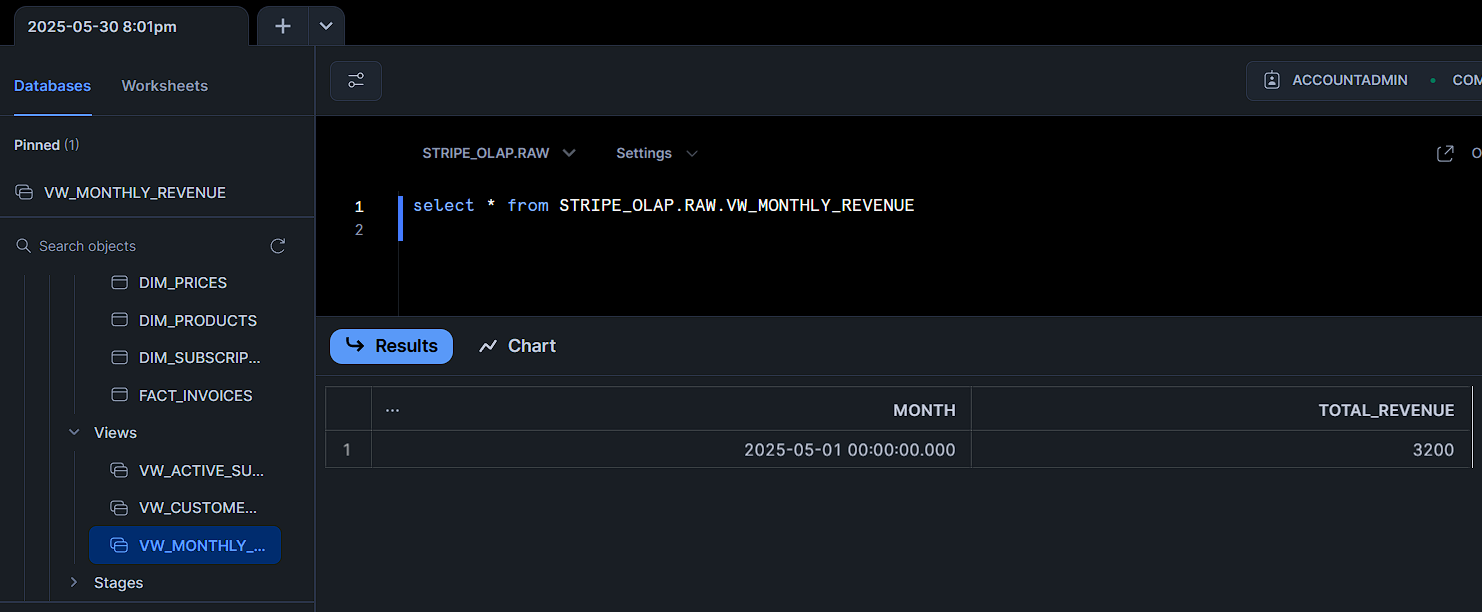 2025-05-30 8:01pm
Databases Worksheets
ACCOUNTADMIN
Pinned (1)
VW_MONTHLY_REVENUE
Search objects
DIM_PRICES
DIM_PRODUCTS
DIM_SUBSCRIP...
FACT_INVOICES
Views
VW_ACTIVE_SU...
VW_CUSTOME...
VW_MONTHLY_...
Stages
STRIPE_OLAP.RAW Settings
1 select * from STRIPE_OLAP.RAW.VW_MONTHLY_REVENUE
2
Results Chart
... MONTH TOTAL_REVENUE
1 2025-05-01 00:00:00.000 3200